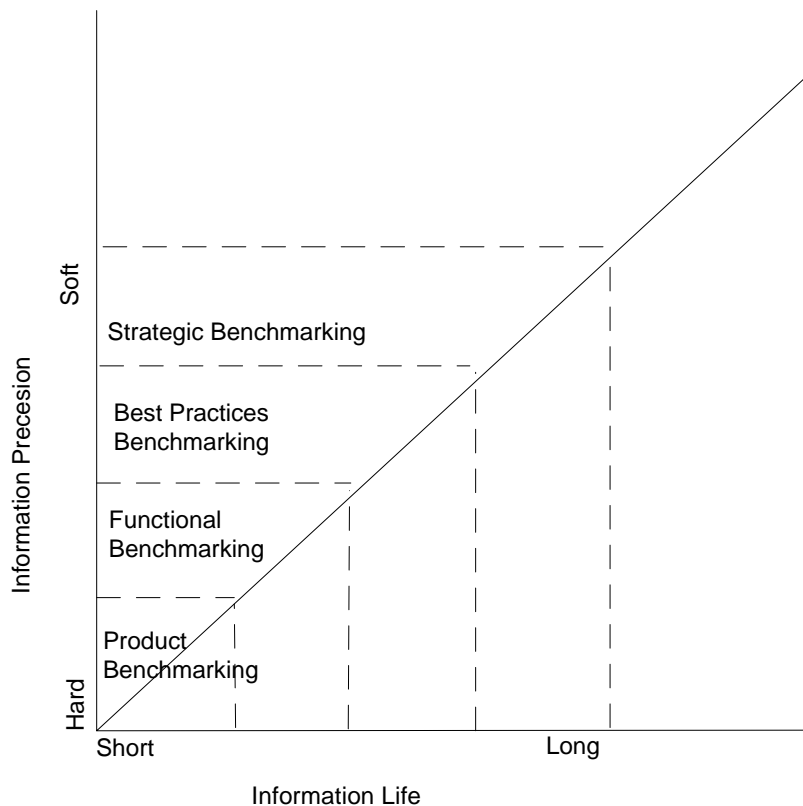 Soft
Strategic Benchmarking
Best Practices
Benchmarking
Information Precesion
Functional
Benchmarking
Product
Benchmarking
Hard
Short
Long
Information Life